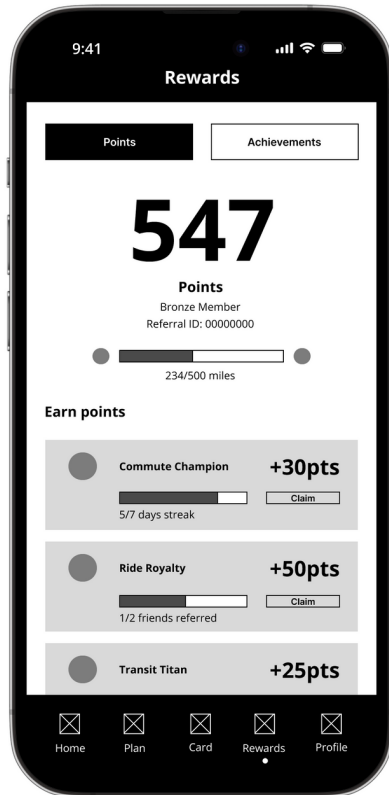 9:41
Rewards
Points
Achievements
547
Points
Bronze Member
Referral ID: 00000000
234/500 miles
Earn points
Commute Champion
+30pts
Claim
5/7 days streak
Ride Royalty
+50pts
Claim
1/2 friends referred
Transit Titan
+25pts
Home
Plan
Card
Rewards
Profile